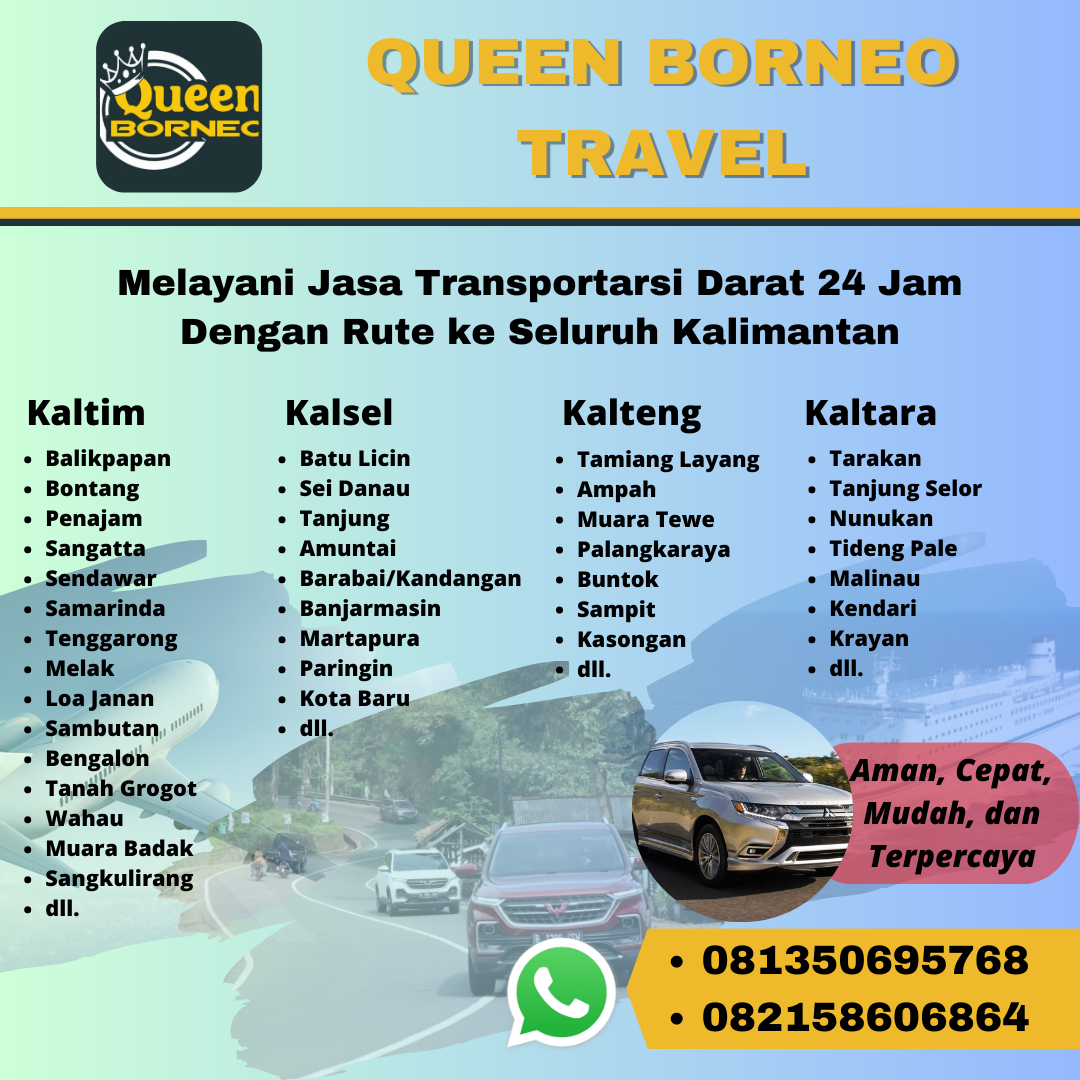 Queen
BORNEO
QUEEN BORNEO
TRAVEL
Melayani Jasa Transportarsi Darat 24 Jam
Dengan Rute ke Seluruh Kalimantan
Kaltim
• Balikpapan
• Bontang
• Penajam
• Sangatta
• Sendawar
• Samarinda
• Tenggarong
• Melak
• Loa Janan
• Sambutan
• Bengalon
• Tanah Grogot
• Wahau
• Muara Badak
• Sangkulirang
• dll.
Kalsel
• Batu Licin
• Sei Danau
• Tanjung
• Amuntai
• Barabai/Kandangan
• Banjarmasin
• Martapura
• Paringin
• Kota Baru
• dll.
Kalteng
• Tamiang Layang
• Ampah
• Muara Tewe
• Palangkaraya
• Buntok
• Sampit
• Kasongan
• dll.
Kaltara
• Tarakan
• Tanjung Selor
• Nunukan
• Tideng Pale
• Malinau
• Kendari
• Krayan
• dll.
Aman, Cepat,
Mudah, dan
Terpercaya
• 081350695768
• 082158606864